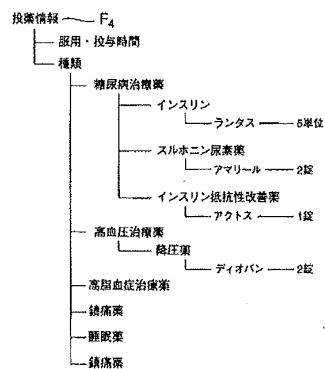 投薬情報 F4
服用・投与時間
種類
糖尿病治療薬
インスリン
ランタス 5単位
スルホニン尿素薬
アマリール 2錠
インスリン抵抗性改善薬
アクトス 1錠
高血圧治療薬
降圧薬
ディオバン 2錠
高脂血症治療薬
鎮痛薬
睡眠薬
鎮痛薬